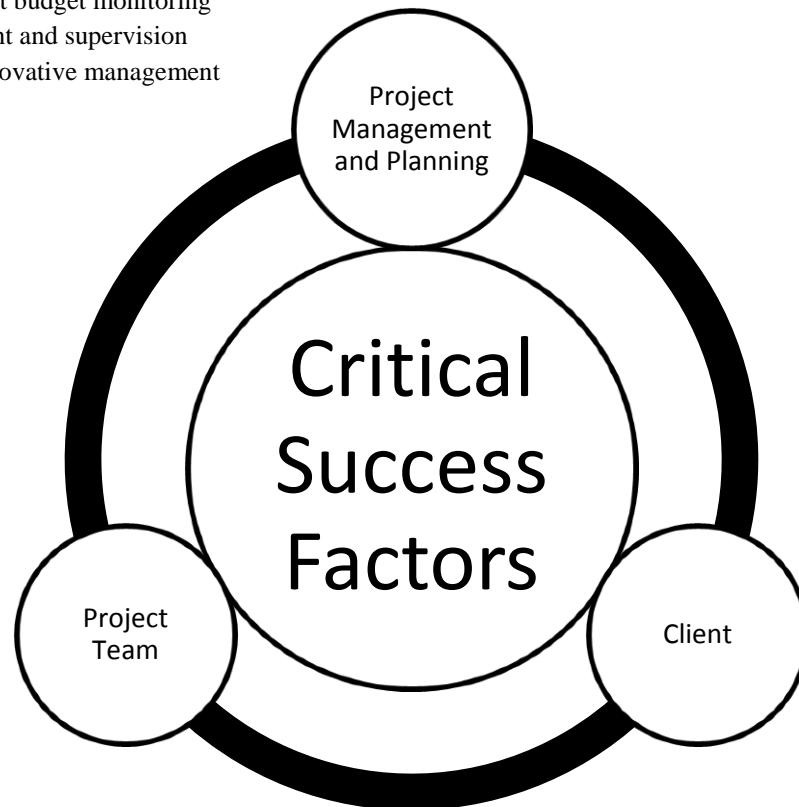 budget monitoring
and supervision
management
Project
Management
and Planning
Critical
Success
Factors
Project
Team
Client